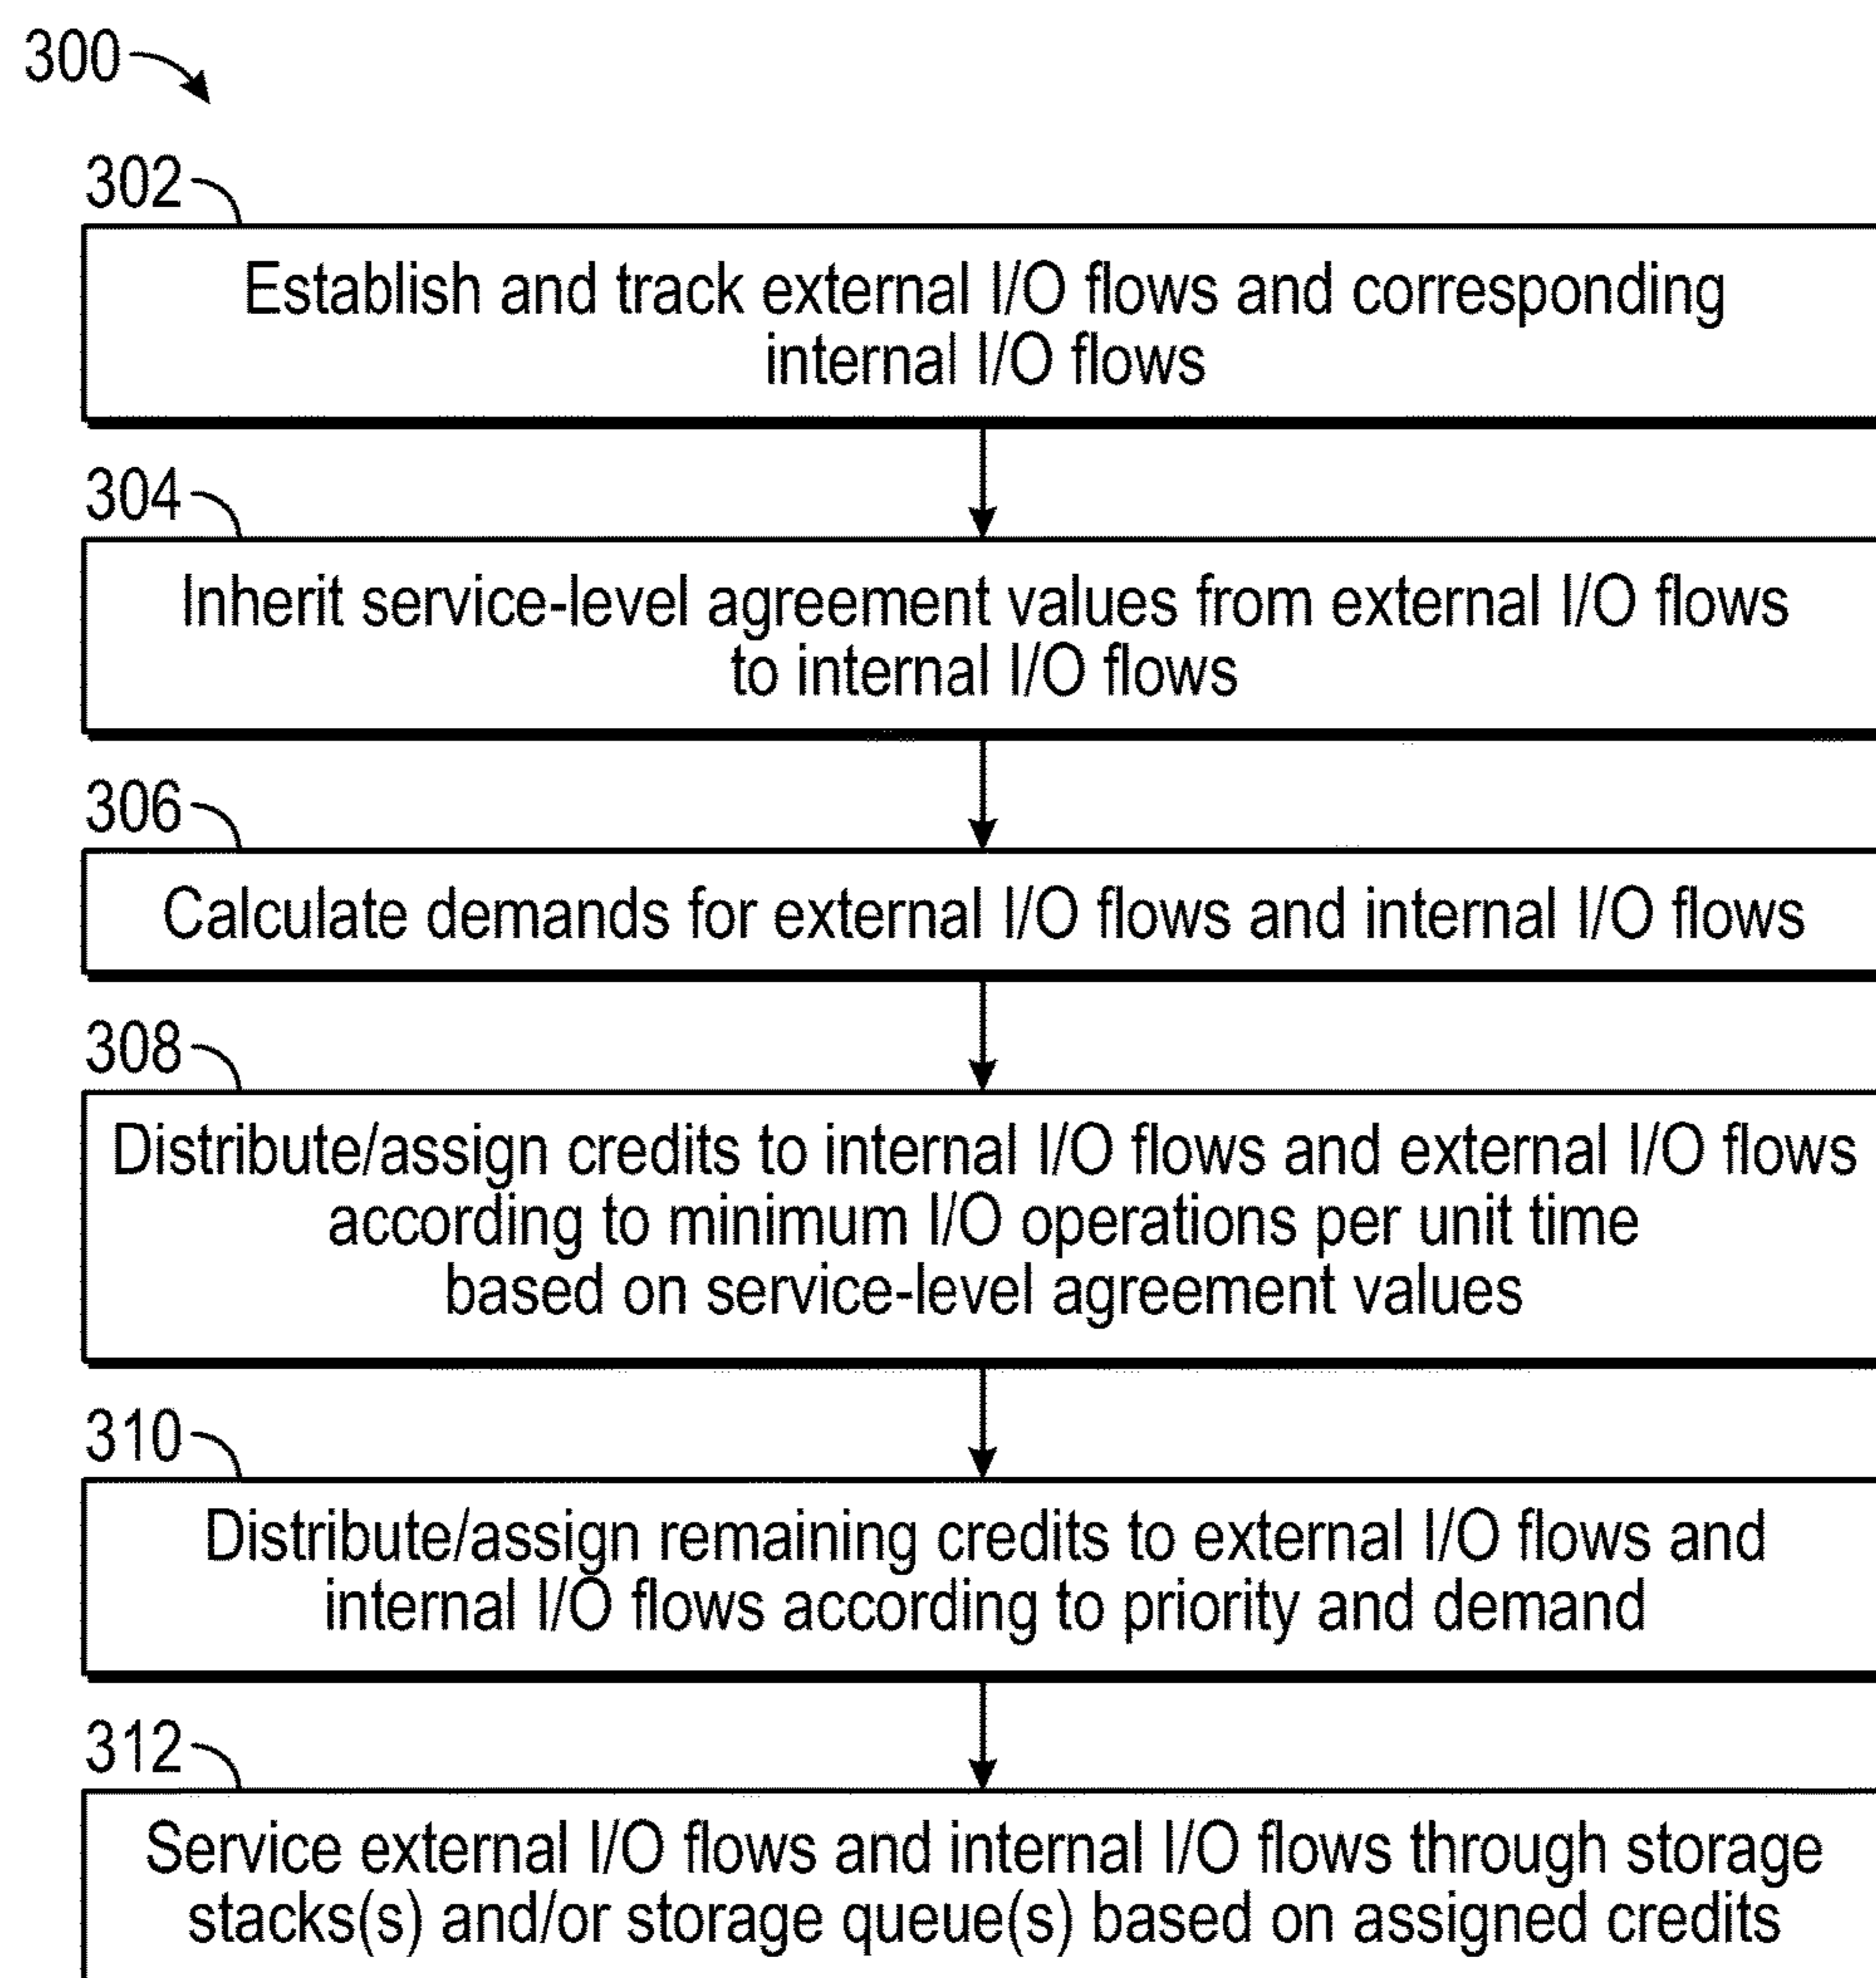 300
302
Establish and track external I/O flows and corresponding
internal I/O flows
304
Inherit service-level agreement values from external I/O flows
to internal I/O flows
306
Calculate demands for external I/O flows and internal I/O flows
308
Distribute/assign credits to internal I/O flows and external I/O flows
according to minimum I/O operations per unit time
based on service-level agreement values
310
Distribute/assign remaining credits to external I/O flows and
internal I/O flows according to priority and demand
312
Service external I/O flows and internal I/O flows through storage
stacks(s) and/or storage queue(s) based on assigned credits